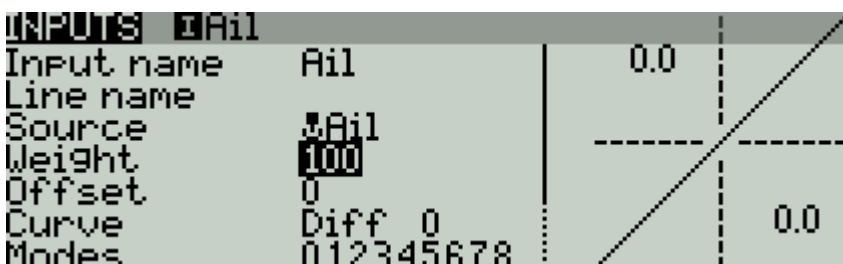 INPUTS IAil
Input name Ail 0.0
Line name
Source Ail
Weight 100
Offset 0
Curve Diff 0 0.0
Modes 012345678